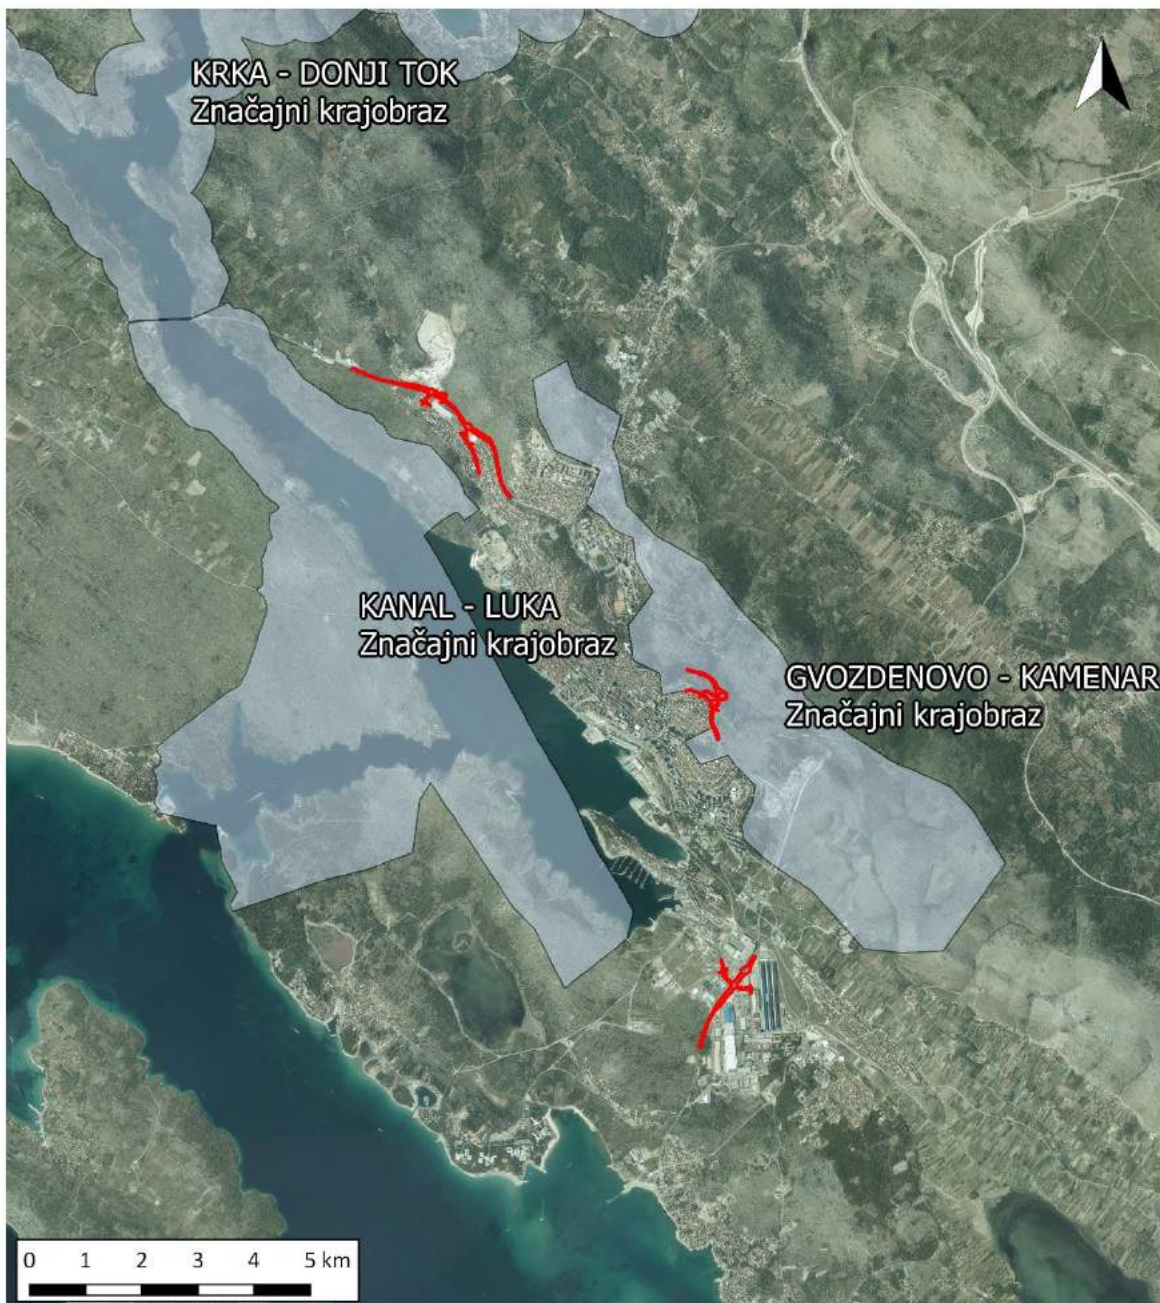 KRKA - DONJI TOK
Značajni krajobraz
KANAL - LUKA
Značajni krajobraz
GVOZDENOVO - KAMENAR
Značajni krajobraz
0 1 2 3 4 5 km